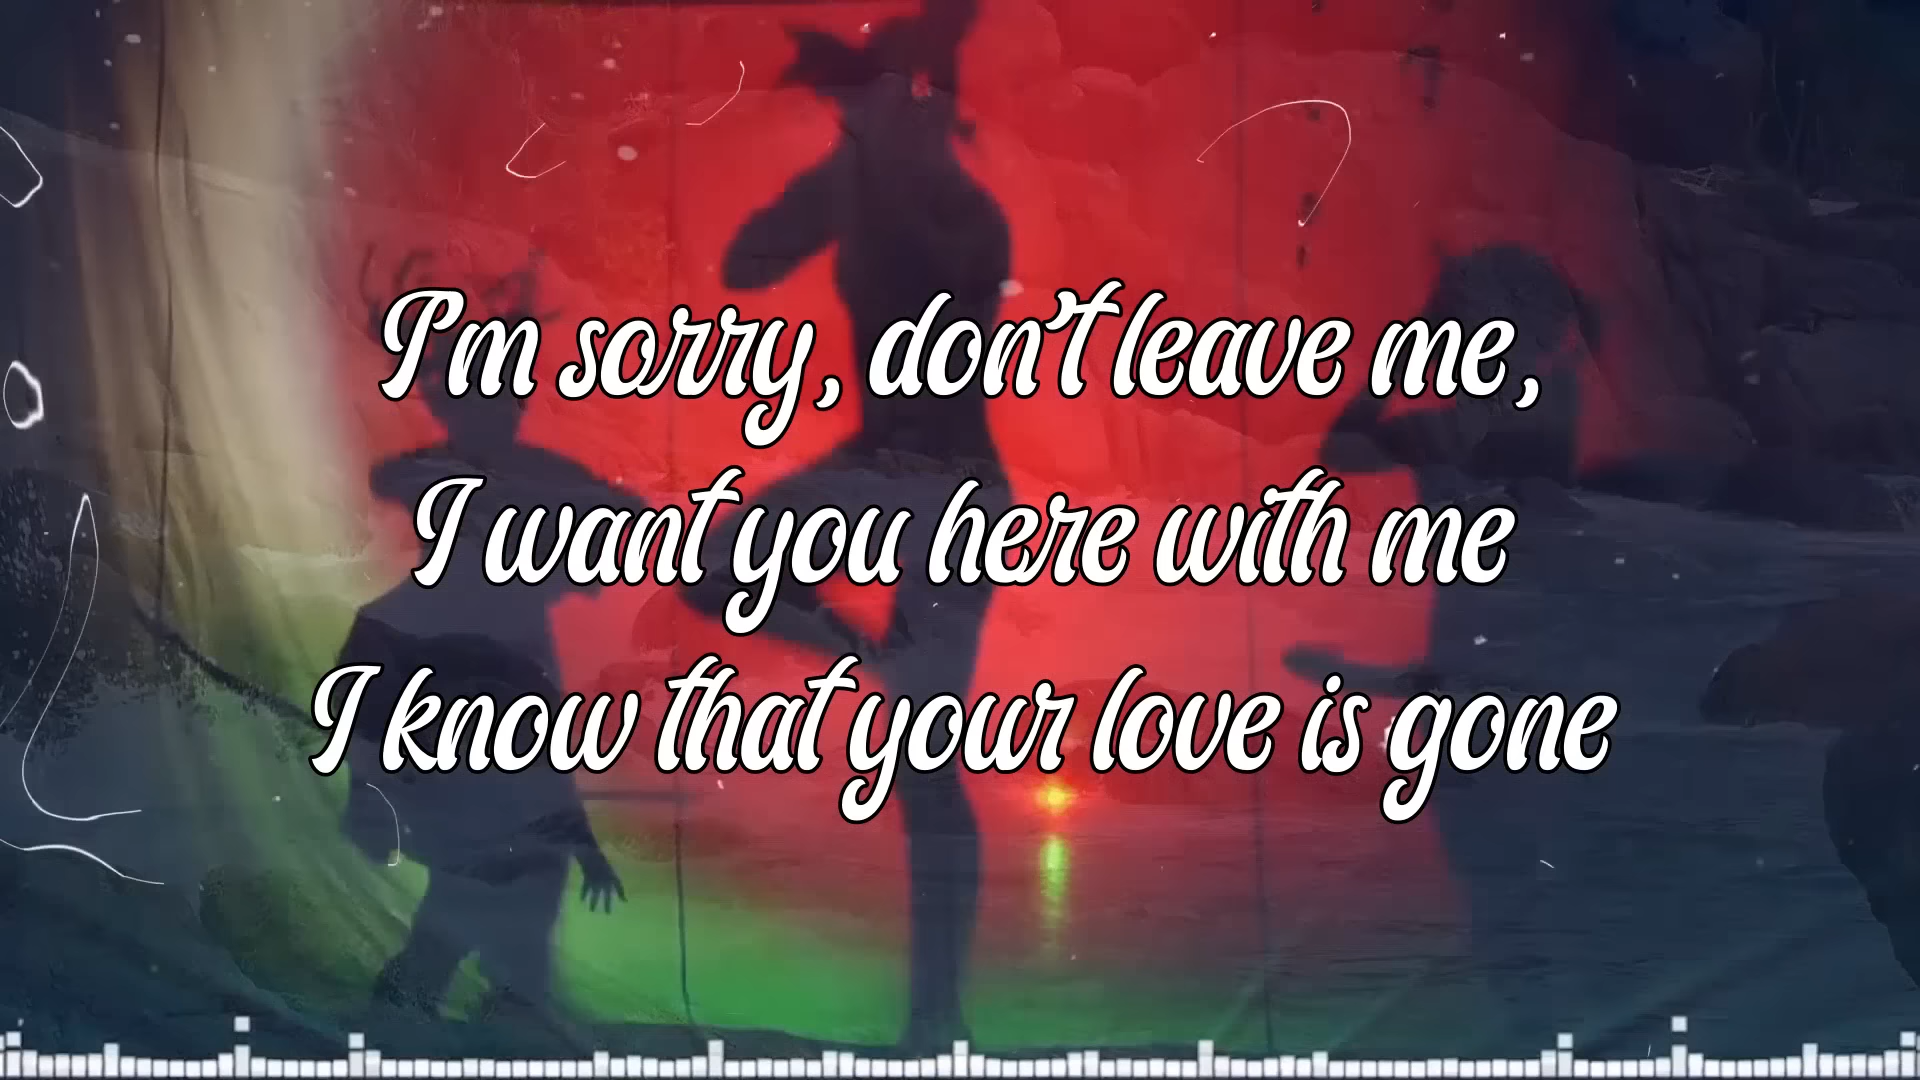 I'm sorry, don't leave me,
I want you here with me
I know that your love is gone